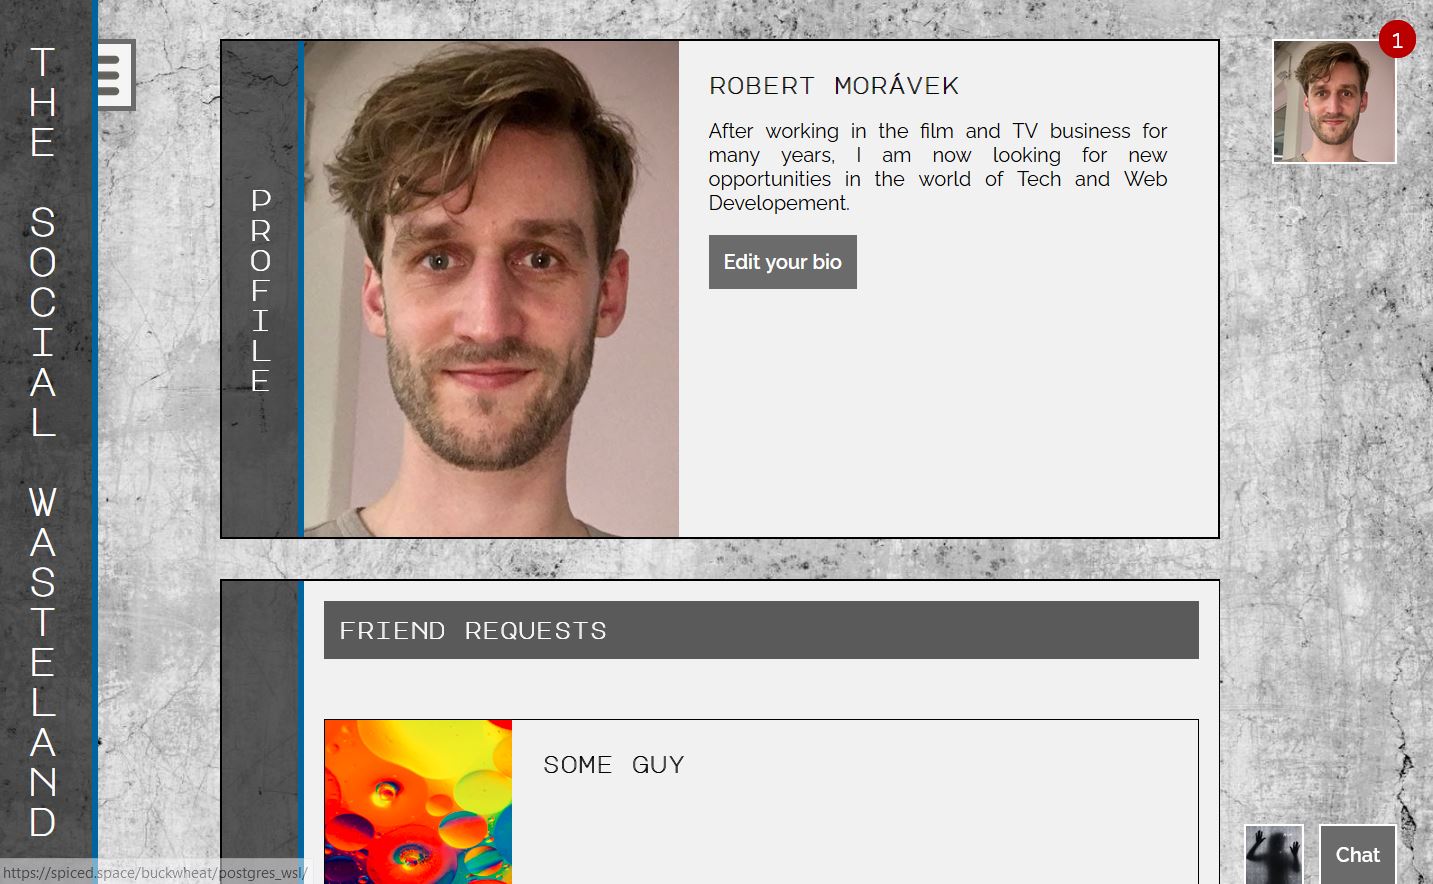 THE SOCIAL WASTELAND
PROFILE
ROBERT MORÁVEK
After working in the film and TV business for
many years, I am now looking for new
opportunities in the world of Tech and Web
Developement.
Edit your bio
1
FRIEND REQUESTS
SOME GUY
Chat
https://spiced.space/buckwheat/postgres_wsl/